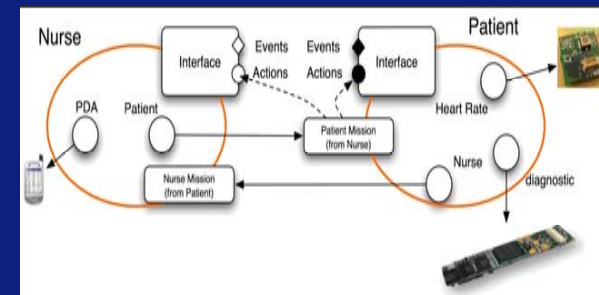 Nurse
Patient
Interface
Events
Actions
Events
Actions
Interface
PDA
Patient
Heart Rate
Patient Mission
(from Nurse)
Nurse Mission
(from Patient)
Nurse
diagnostic